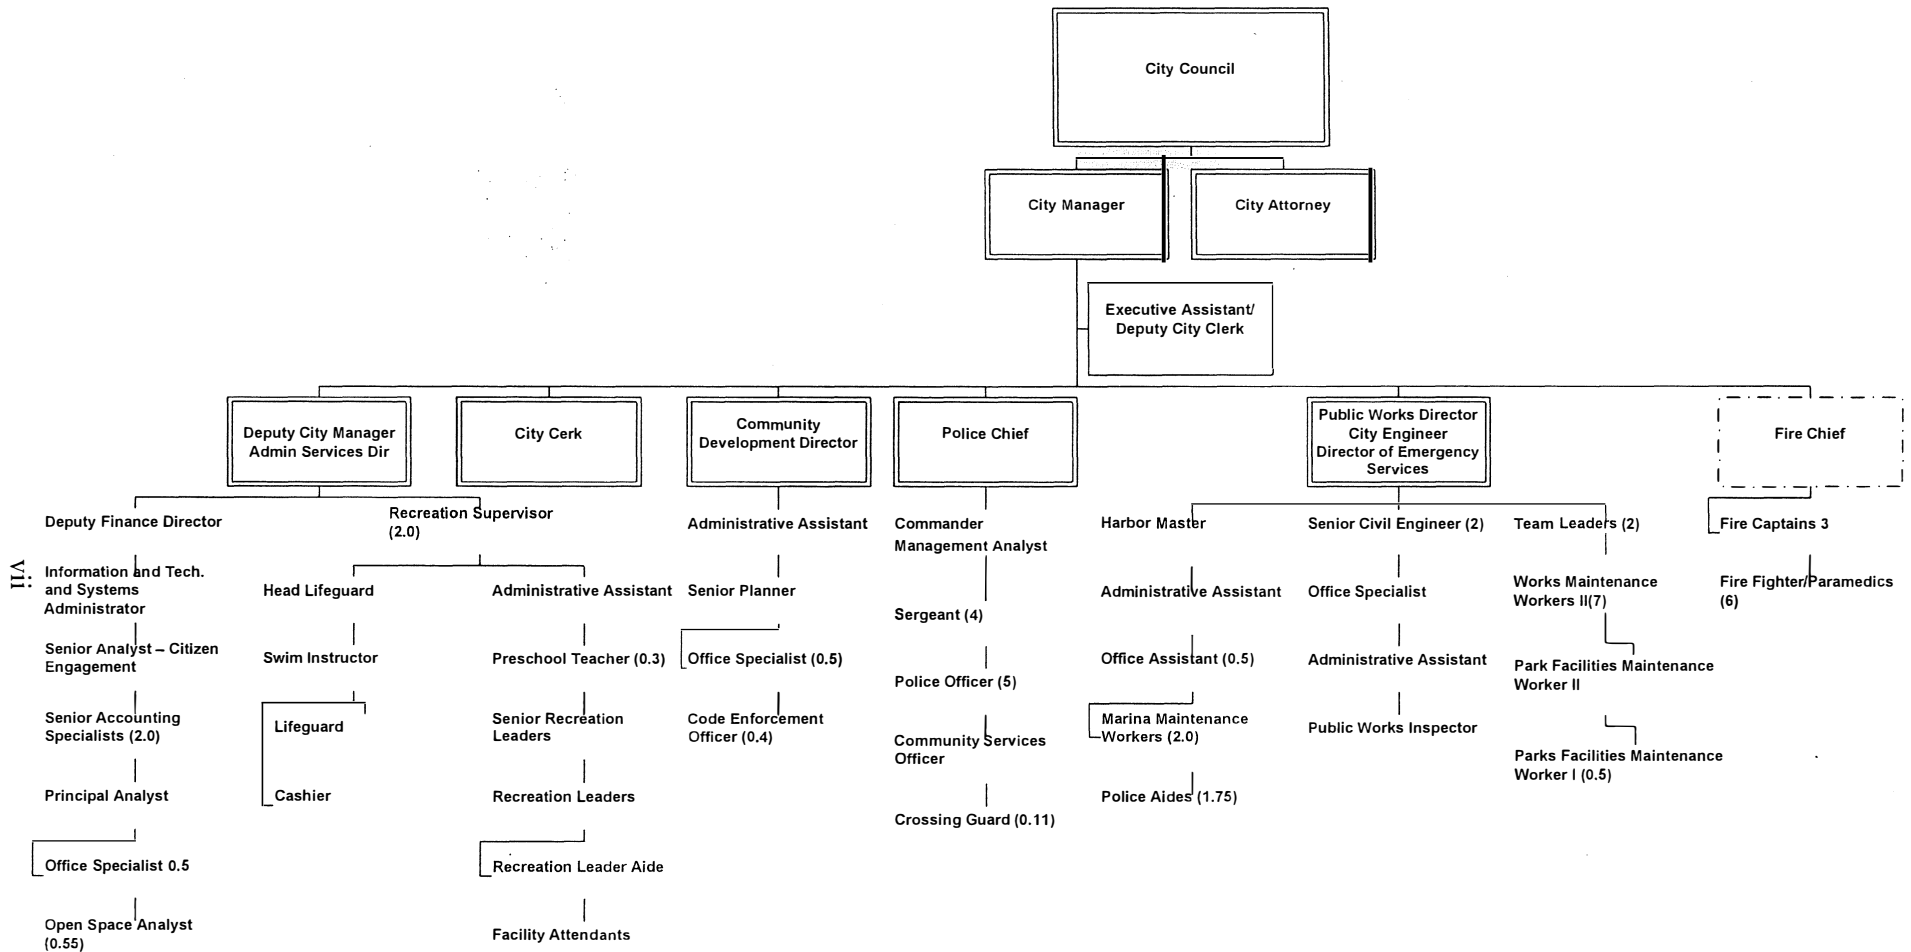 City Council
City Manager
City Attorney
Executive Assistant/
Deputy City Clerk
Deputy City Manager
Admin Services Dir
City Cerk
Community
Development Director
Police Chief
Public Works Director
City Engineer
Director of Emergency
Services
Fire Chief
Deputy Finance Director
Information and Tech.
and Systems
Administrator
Senior Analyst – Citizen
Engagement
Senior Accounting
Specialists (2.0)
Principal Analyst
Office Specialist 0.5
Open Space Analyst
(0.55)
Recreation Supervisor
(2.0)
Head Lifeguard
Swim Instructor
Lifeguard
Cashier
Administrative Assistant
Preschool Teacher (0.3)
Senior Recreation
Leaders
Recreation Leaders
Recreation Leader Aide
Facility Attendants
Administrative Assistant
Senior Planner
Office Specialist (0.5)
Code Enforcement
Officer (0.4)
Commander
Management Analyst
Sergeant (4)
Police Officer (5)
Community Services
Officer
Crossing Guard (0.11)
Harbor Master
Administrative Assistant
Office Assistant (0.5)
Marina Maintenance
Workers (2.0)
Police Aides (1.75)
Senior Civil Engineer (2)
Office Specialist
Administrative Assistant
Public Works Inspector
Team Leaders (2)
Works Maintenance
Workers II(7)
Park Facilities Maintenance
Worker II
Parks Facilities Maintenance
Worker I (0.5)
Fire Captains 3
Fire Fighter/Paramedics
(6)
vii